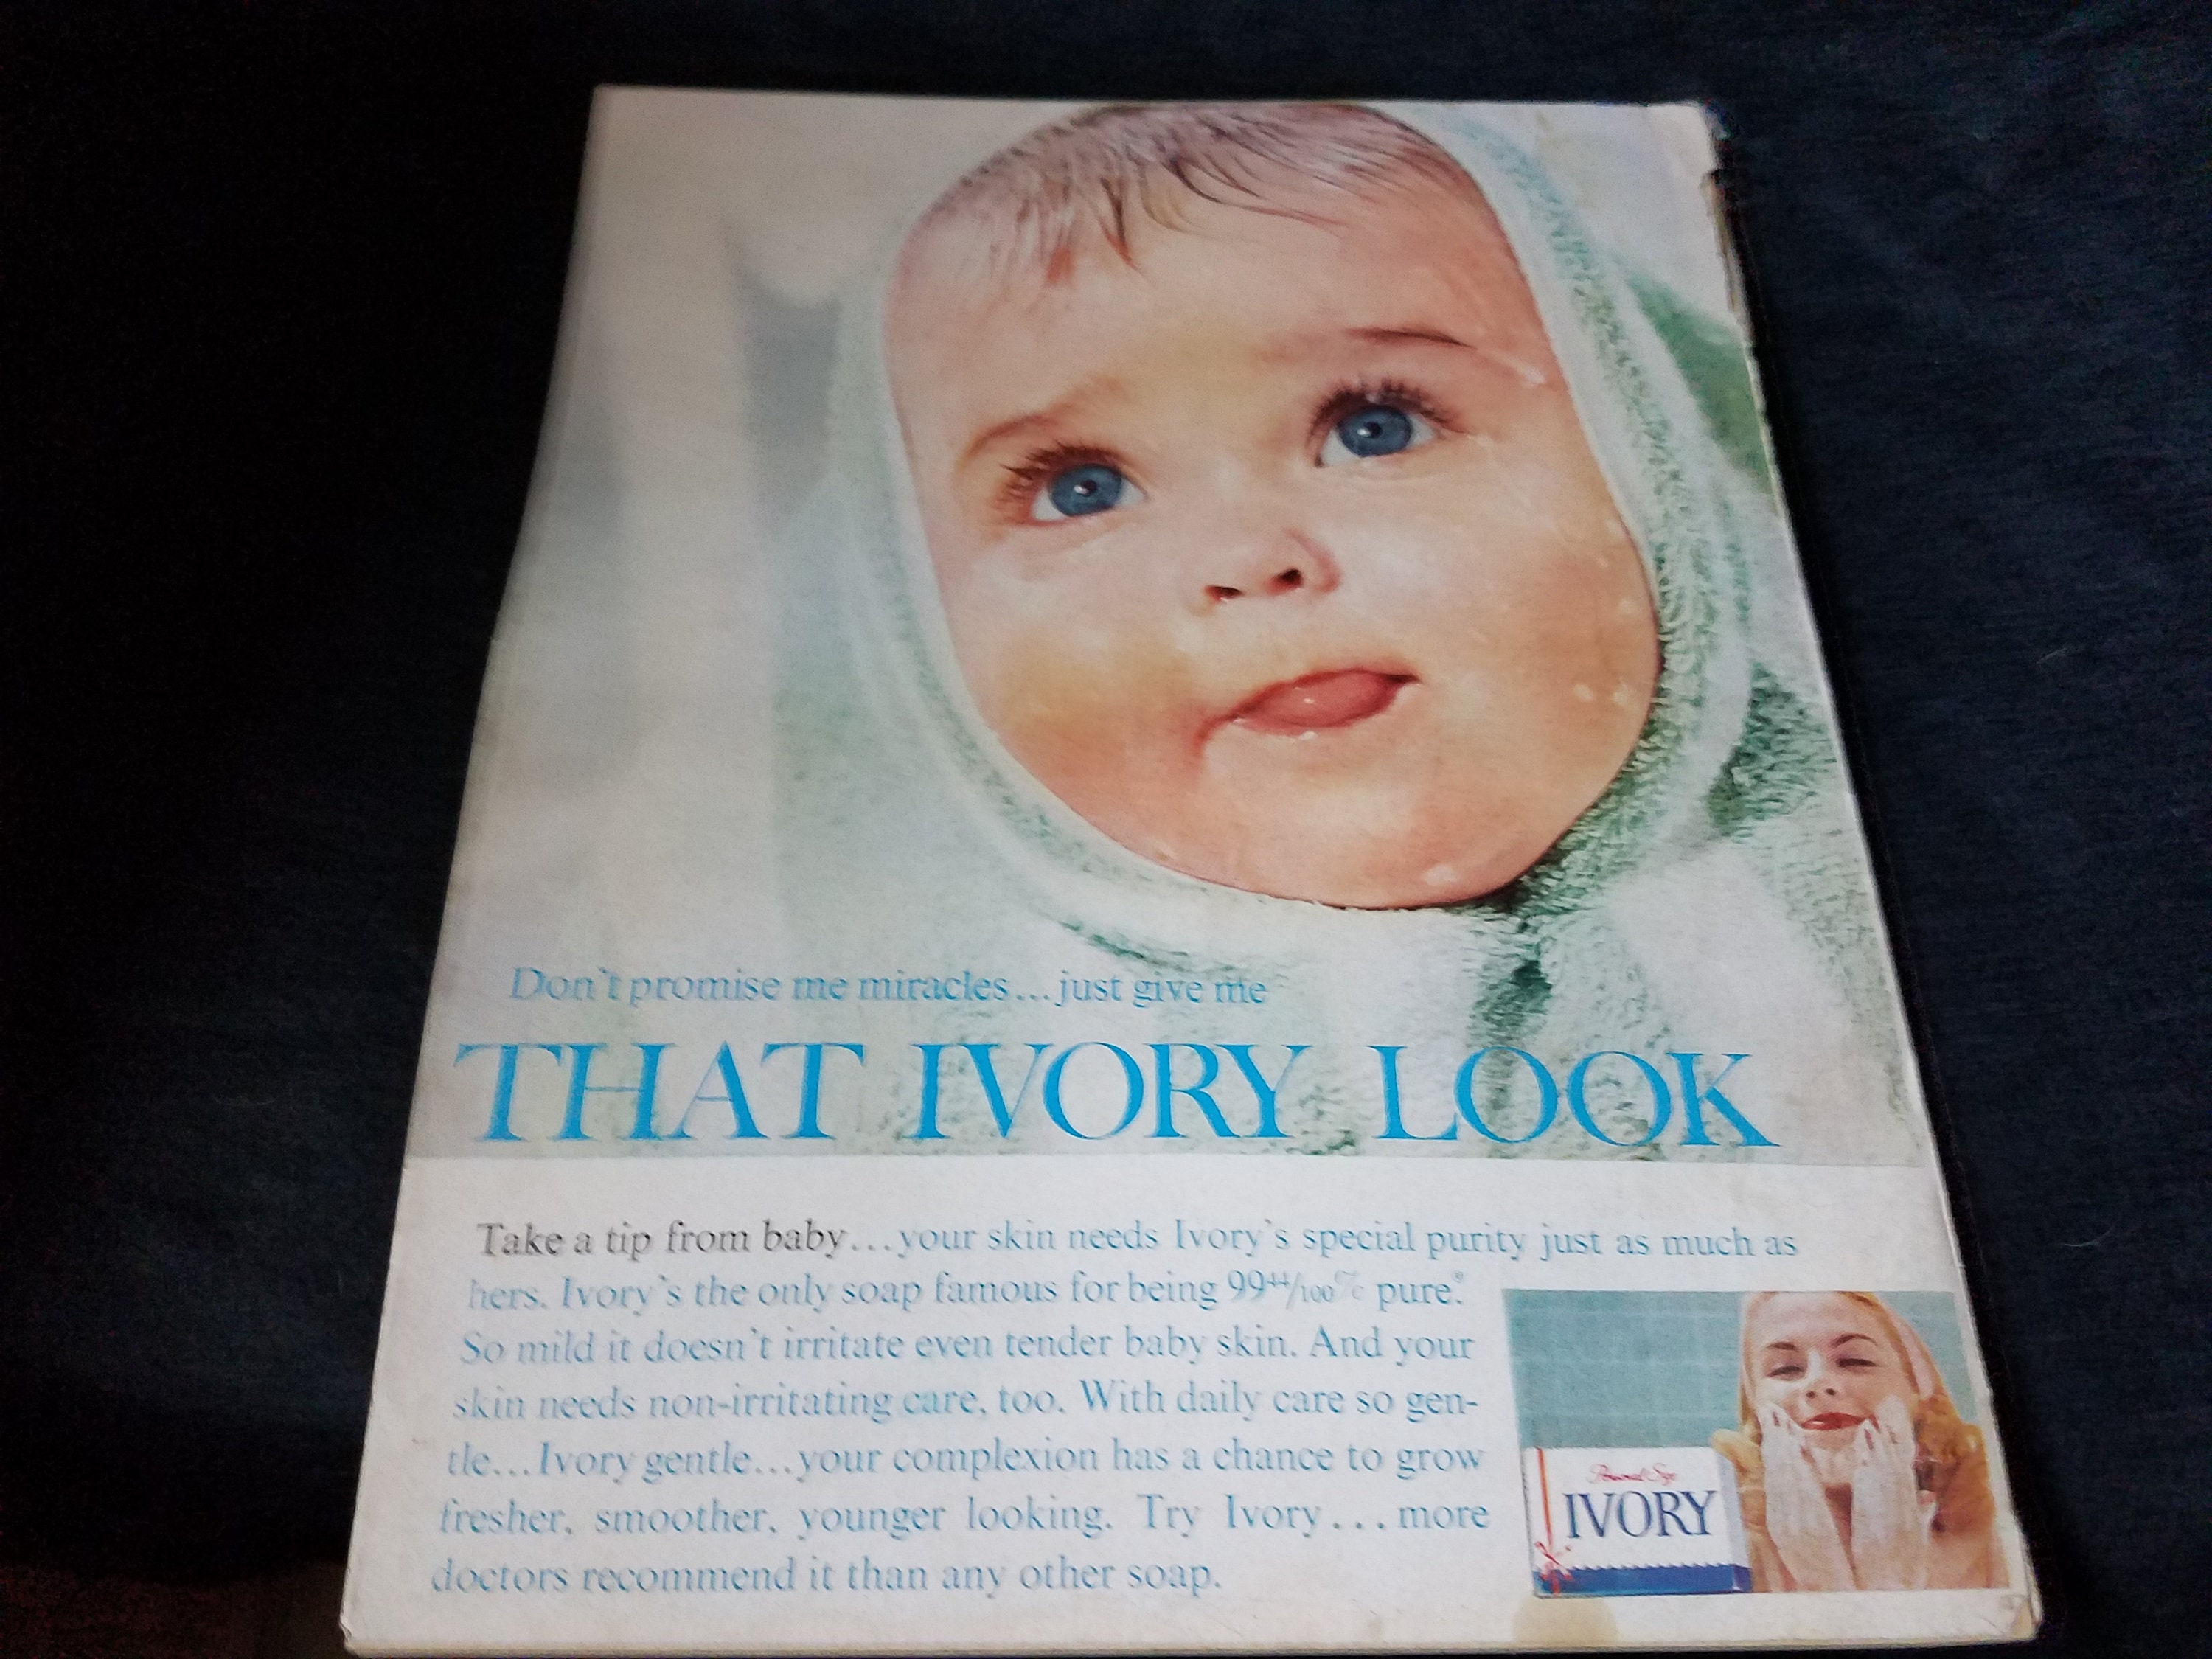 Don't promise me miracles...just give me
THAT IVORY LOOK
Take a tip from baby...your skin needs Ivory's special purity just as much as
hers. Ivory's the only soap famous for being 99⁴⁴/₁₀₀% pure.®
So mild it doesn't irritate even tender baby skin. And your
skin needs non-irritating care, too. With daily care so gen-
tle...Ivory gentle...your complexion has a chance to grow
fresher, smoother, younger looking. Try Ivory...more
doctors recommend it than any other soap.
Personal Size
IVORY